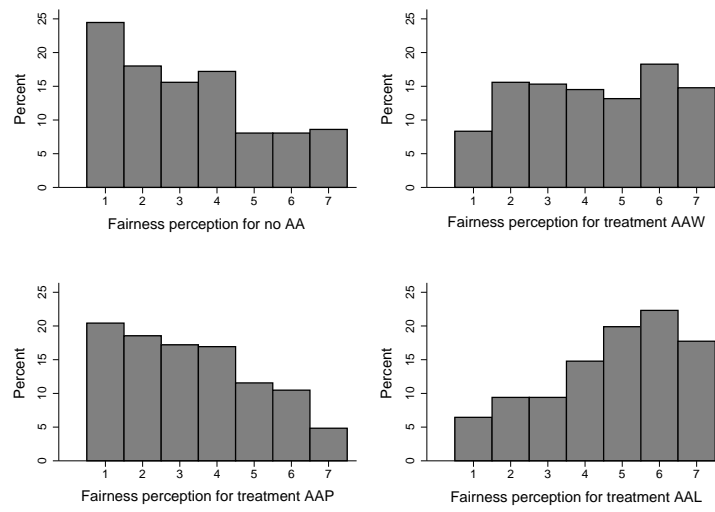 Percent
25
20
15
10
5
0
1 2 3 4 5 6 7
Fairness perception for no AA
Percent
25
20
15
10
5
0
1 2 3 4 5 6 7
Fairness perception for treatment AAW
Percent
25
20
15
10
5
0
1 2 3 4 5 6 7
Fairness perception for treatment AAP
Percent
25
20
15
10
5
0
1 2 3 4 5 6 7
Fairness perception for treatment AAL